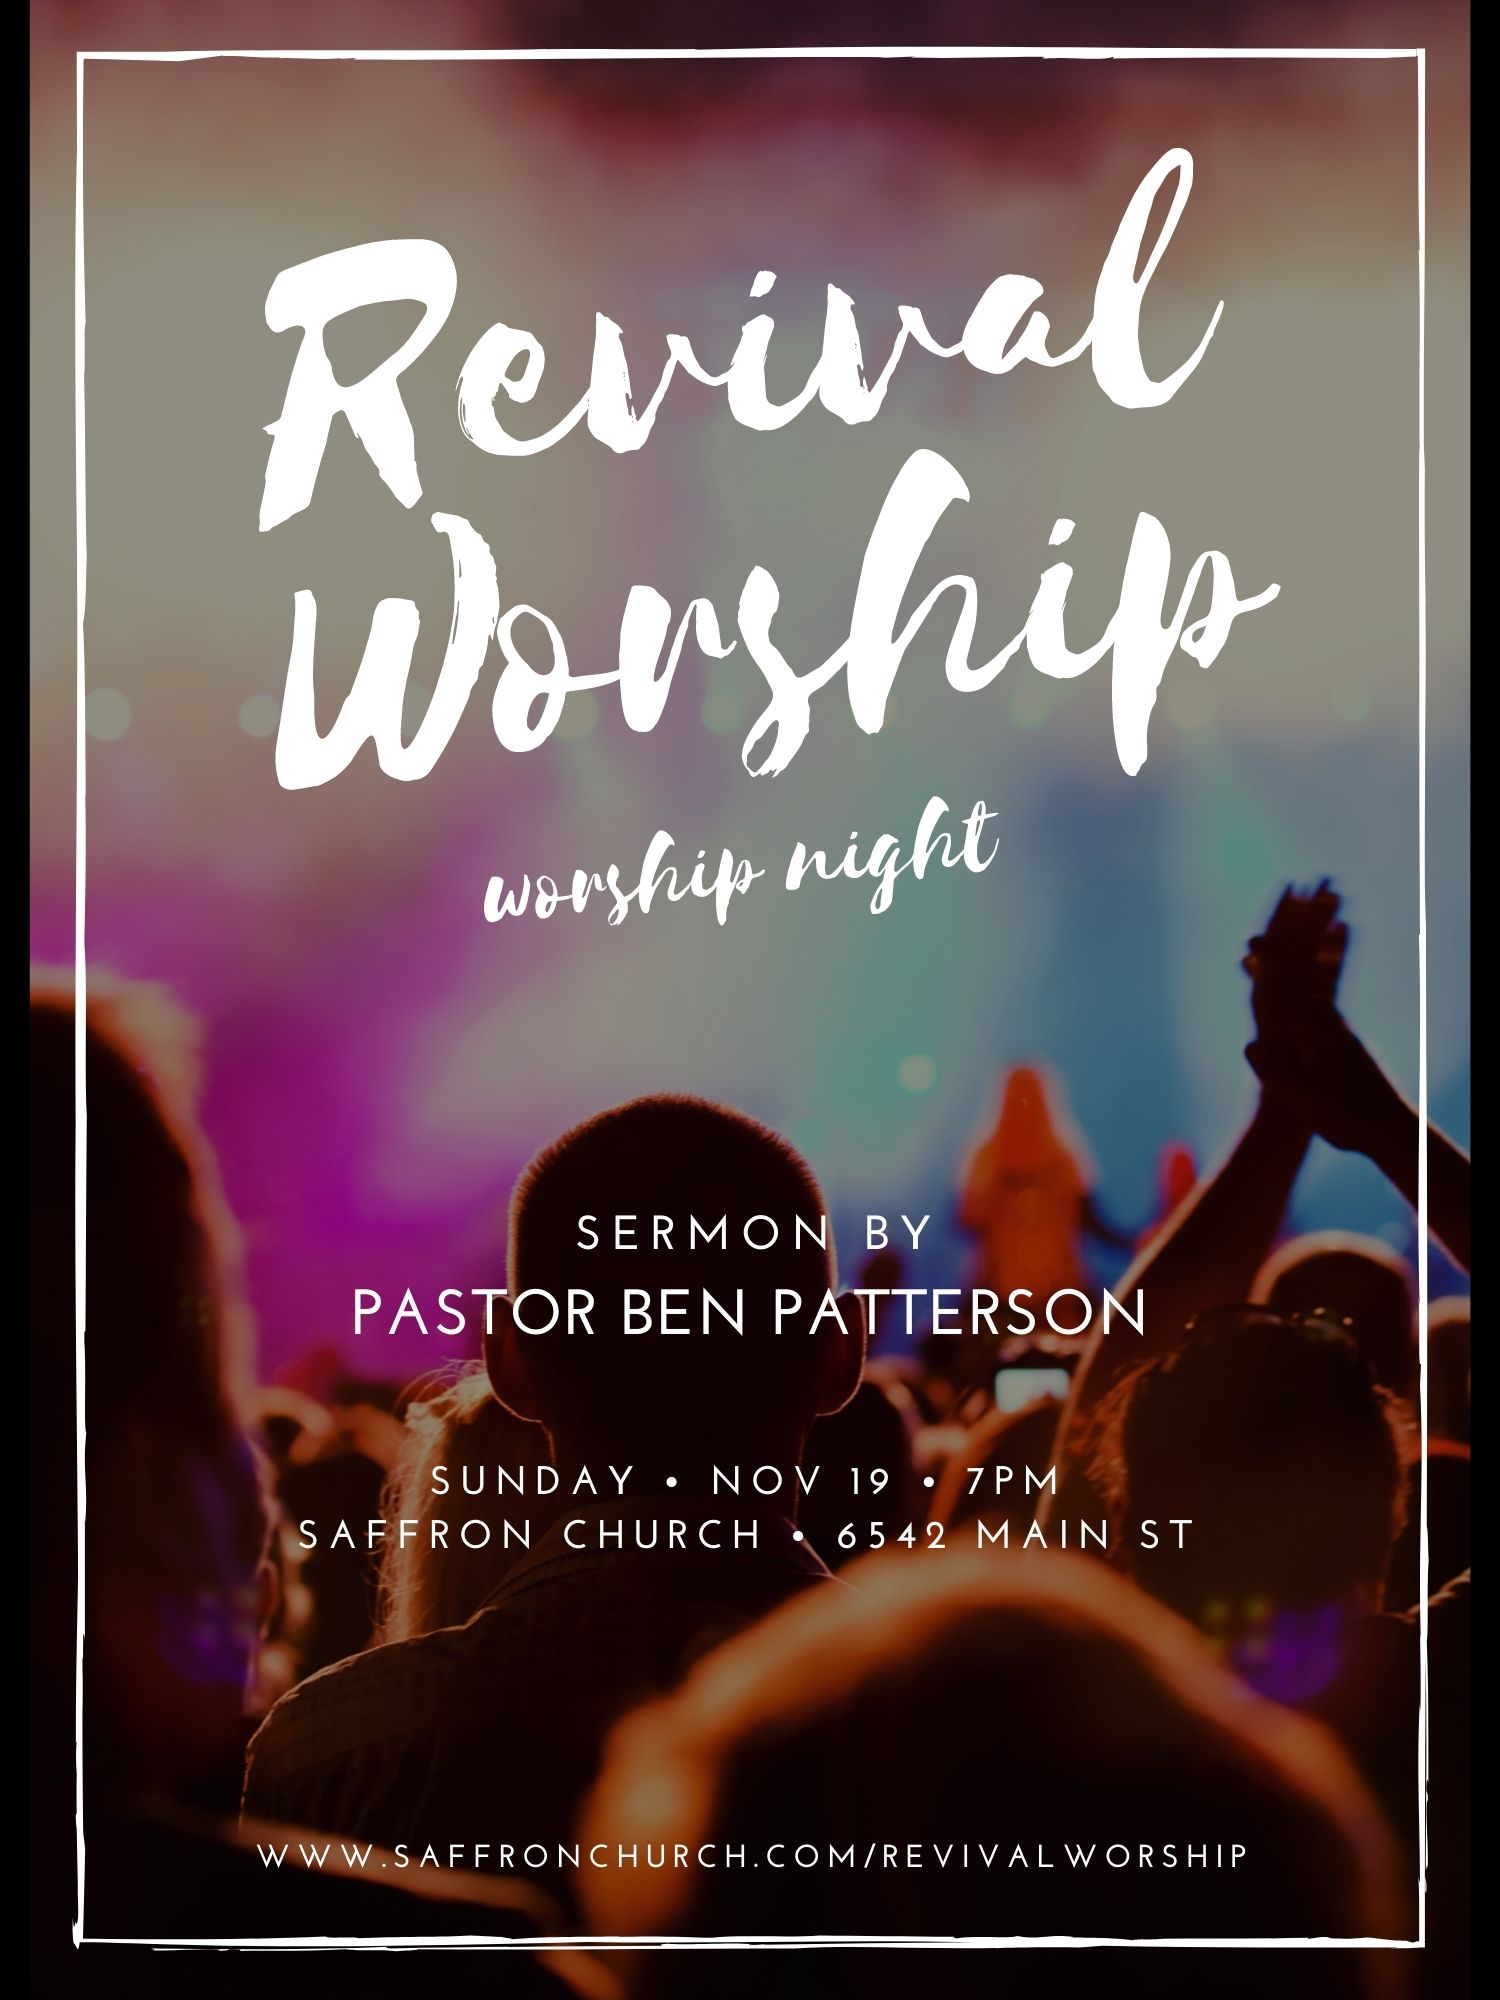 Revival
Worship
worship night
SERMON BY
PASTOR BEN PATTERSON
SUNDAY • NOV 19 • 7PM
SAFFRON CHURCH • 6542 MAIN ST
WWW.SAFFRONCHURCH.COM/REVIVALWORSHIP